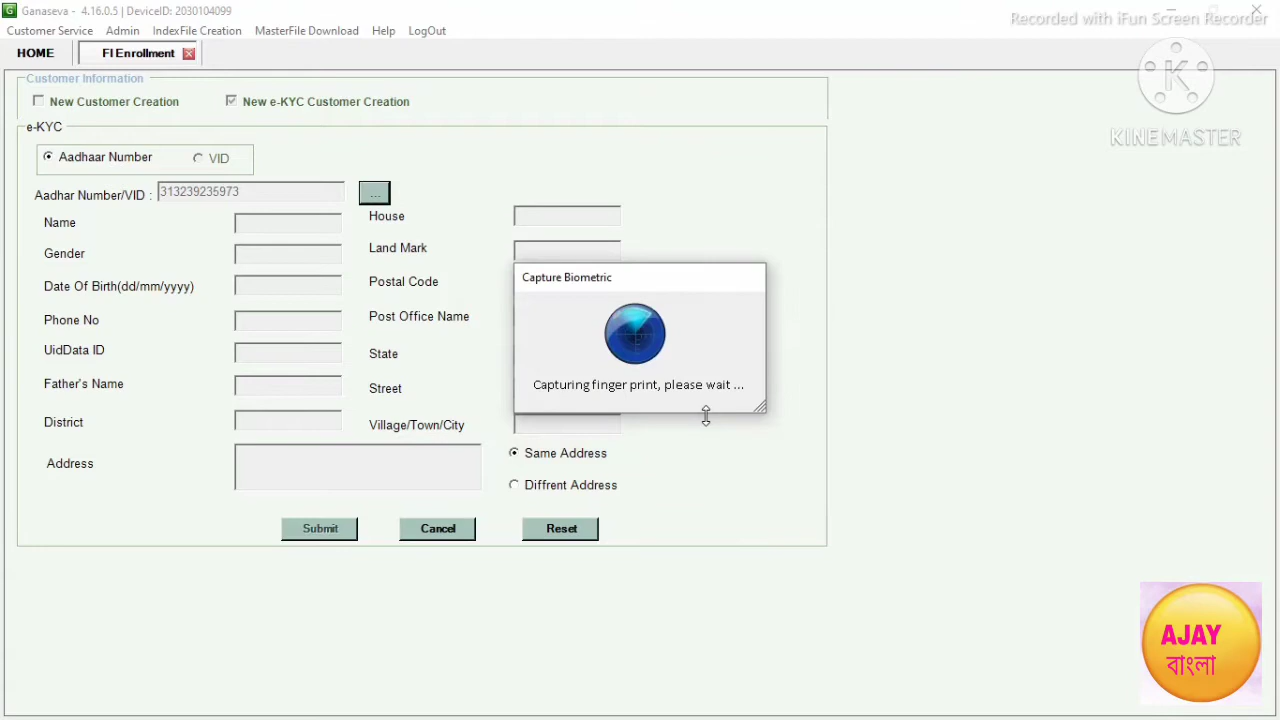 Ganaseva - 4.16.0.5 | DeviceID: 2030104099
Recorded with iFun Screen Recorder
Customer Service Admin IndexFile Creation MasterFile Download Help LogOut
HOME FI Enrollment
KINEMASTER
Customer Information
New Customer Creation New e-KYC Customer Creation
e-KYC
Aadhaar Number VID
Aadhar Number/VID : 313239235973 ...
Name House
Gender Land Mark
Date Of Birth(dd/mm/yyyy) Postal Code
Phone No Post Office Name
UidData ID State
Father's Name Street
District Village/Town/City
Address
Same Address
Diffrent Address
Capture Biometric
Capturing finger print, please wait ...
Submit Cancel Reset
AJAY
বাংলা